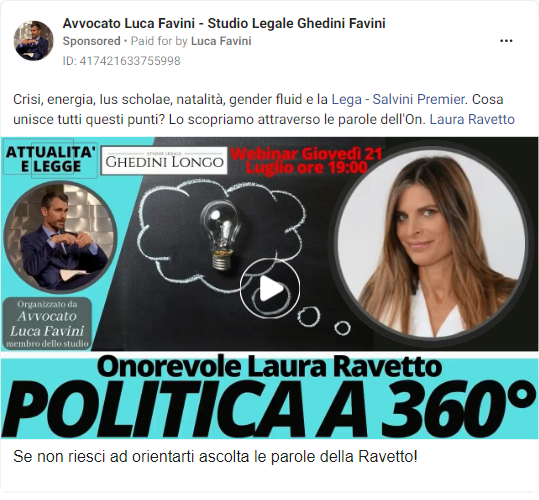 Avvocato Luca Favini - Studio Legale Ghedini Favini
Sponsored • Paid for by Luca Favini
ID: 417421633755998
Crisi, energia, Ius scholae, natalità, gender fluid e la Lega - Salvini Premier. Cosa
unisce tutti questi punti? Lo scopriamo attraverso le parole dell'On. Laura Ravetto
ATTUALITA'
E LEGGE
STUDIO LEGALE
GHEDINI LONGO
Webinar Giovedì 21
Luglio ore 19:00
Organizzato da
Avvocato
Luca Favini
membro dello studio
Onorevole Laura Ravetto
POLITICA A 360°
Se non riesci ad orientarti ascolta le parole della Ravetto!